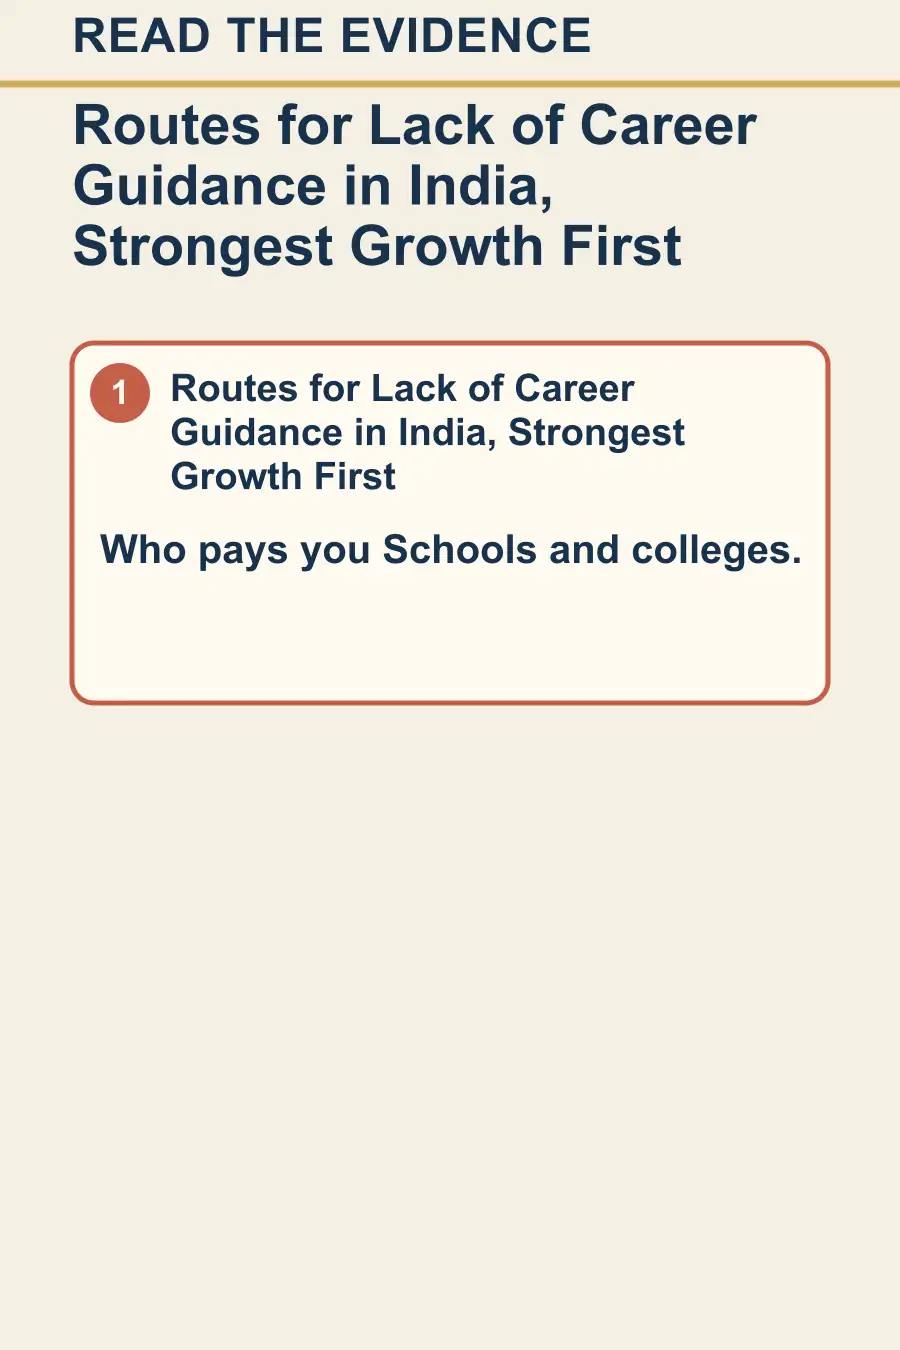 READ THE EVIDENCE
Routes for Lack of Career
Guidance in India,
Strongest Growth First
1
Routes for Lack of Career
Guidance in India, Strongest
Growth First
Who pays you Schools and colleges.